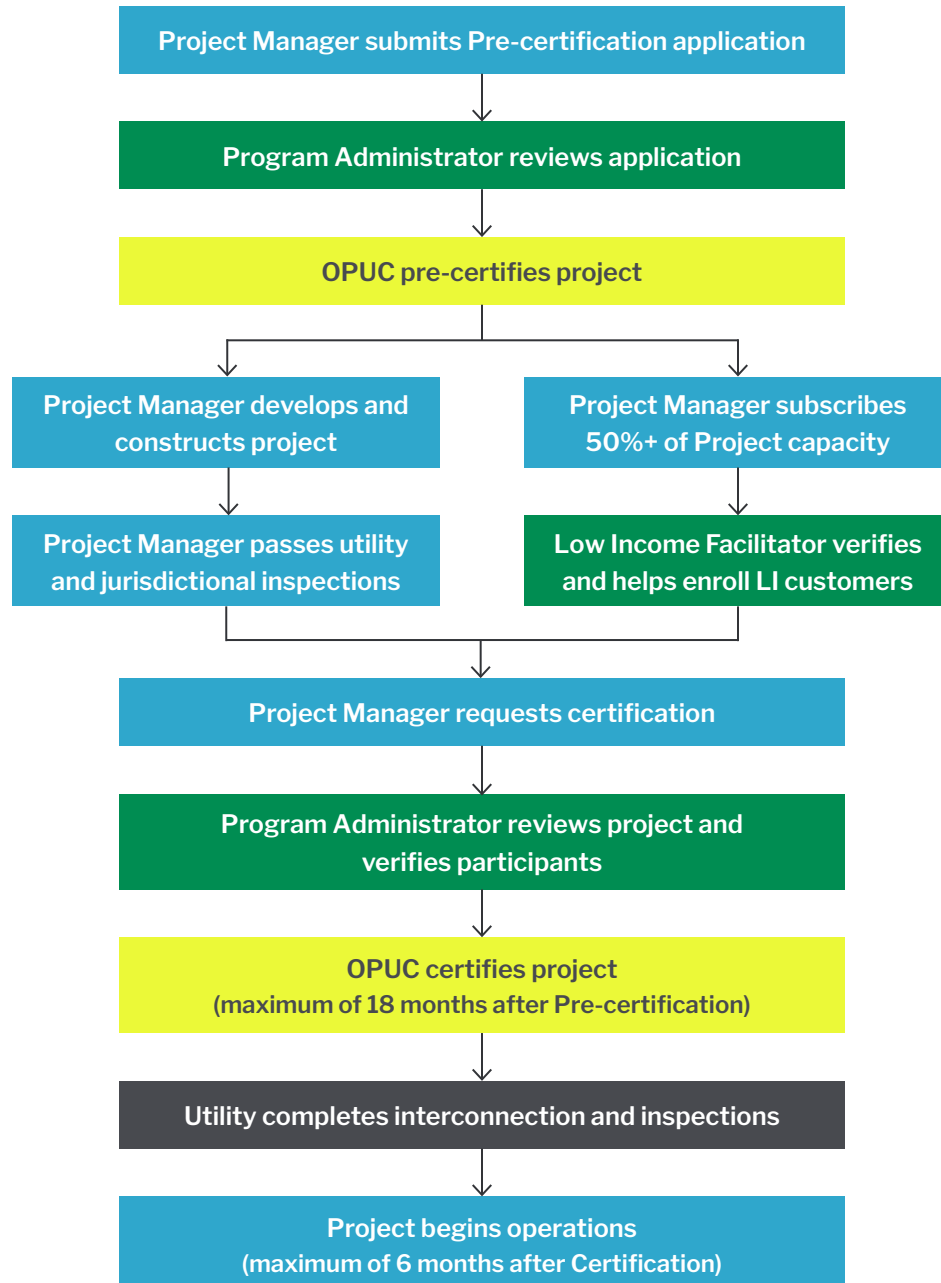 Project Manager submits Pre-certification application
Program Administrator reviews application
OPUC pre-certifies project
Project Manager develops and
constructs project
Project Manager subscribes
50%+ of Project capacity
Project Manager passes utility
and jurisdictional inspections
Low Income Facilitator verifies
and helps enroll LI customers
Project Manager requests certification
Program Administrator reviews project and
verifies participants
OPUC certifies project
(maximum of 18 months after Pre-certification)
Utility completes interconnection and inspections
Project begins operations
(maximum of 6 months after Certification)